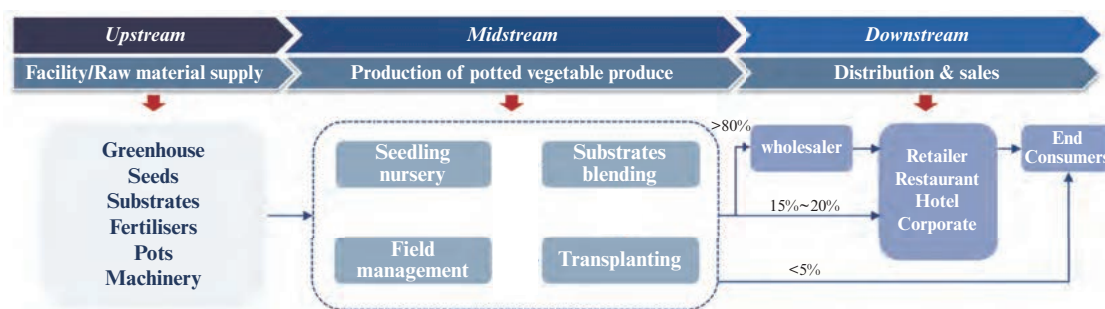 Upstream
Midstream
Downstream
Facility/Raw material supply
Production of potted vegetable produce
Distribution & sales
Greenhouse
Seeds
Substrates
Fertilisers
Pots
Machinery
Seedling
nursery
Substrates
blending
Field
management
Transplanting
>80%
wholesaler
15%~20%
<5%
Retailer
Restaurant
Hotel
Corporate
End
Consumers